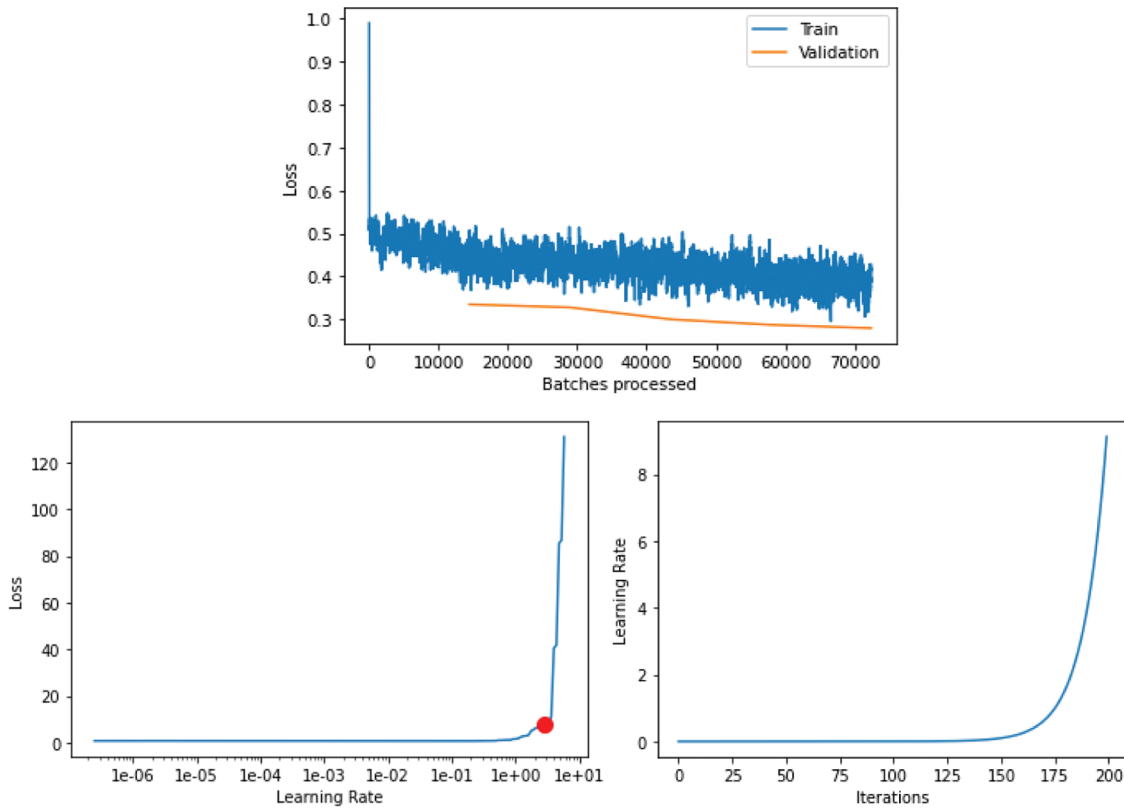 1.0
0.9
0.8
0.7
0.6
0.5
0.4
0.3
Loss
Train
Validation
0 10000 20000 30000 40000 50000 60000 70000
Batches processed
120
100
80
60
40
20
0
Loss
1e-06 1e-05 1e-04 1e-03 1e-02 1e-01 1e+00 1e+01
Learning Rate
8
6
4
2
0
Learning Rate
0 25 50 75 100 125 150 175 200
Iterations